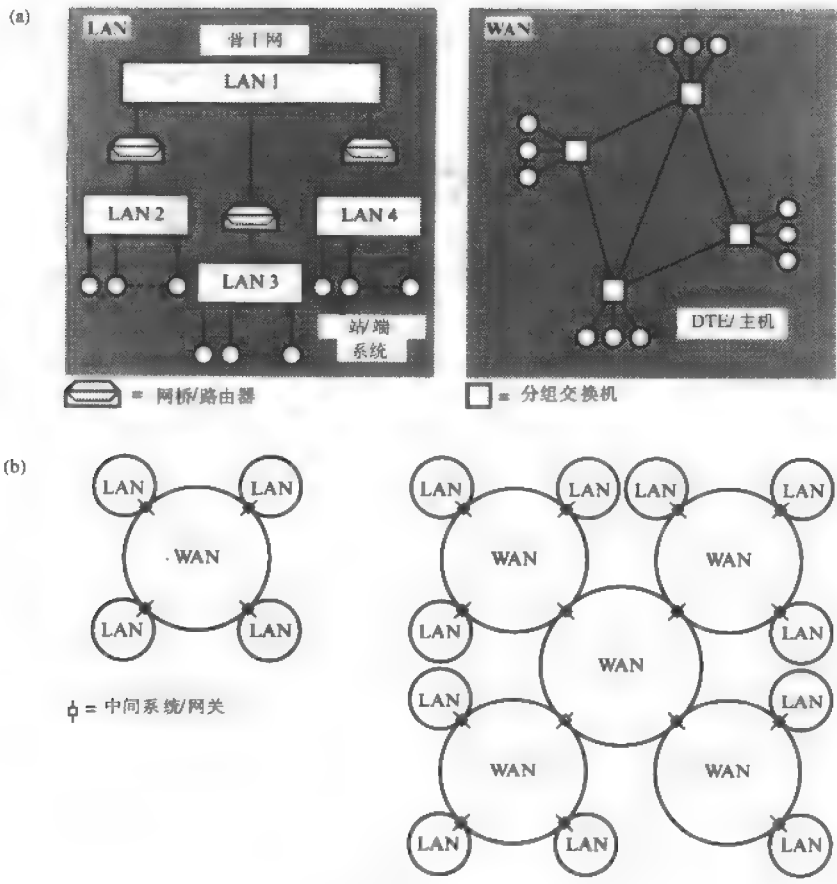 (a)
LAN
骨干网
LAN 1
LAN 2
LAN 4
LAN 3
站/端
系统
= 网桥/路由器
WAN
DTE/主机
= 分组交换机
(b)
LAN LAN
WAN
LAN LAN
= 中间系统/网关
LAN LAN LAN LAN
WAN WAN
LAN LAN
WAN
LAN LAN
WAN WAN
LAN LAN LAN